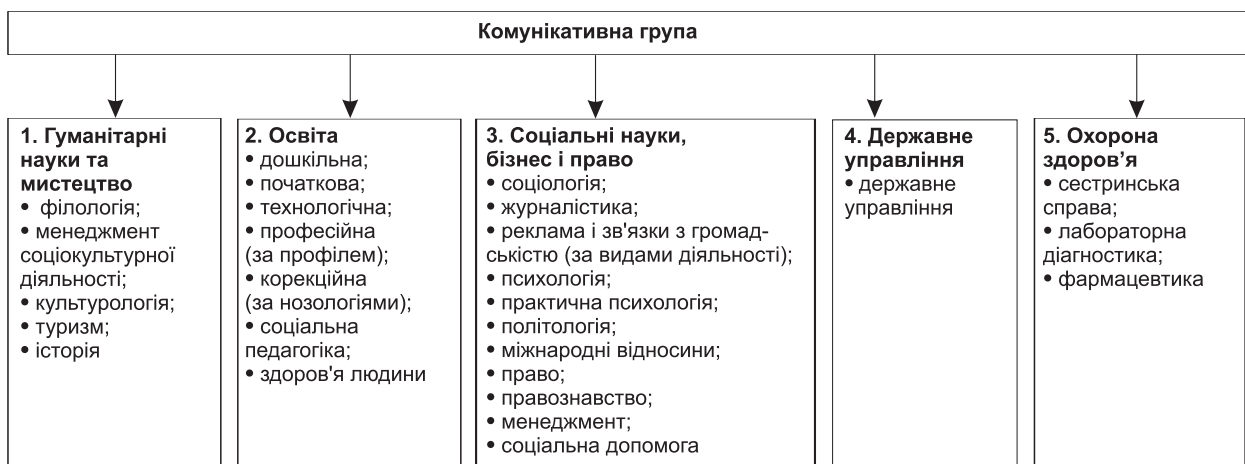 Комунікативна група
1. Гуманітарні
науки та
мистецтво
• філологія;
• менеджмент
соціокультурної
діяльності;
• культурологія;
• туризм;
• історія
2. Освіта
• дошкільна;
• початкова;
• технологічна;
• професійна
(за профілем);
• корекційна
(за нозологіями);
• соціальна
педагогіка;
• здоров'я людини
3. Соціальні науки,
бізнес і право
• соціологія;
• журналістика;
• реклама і зв'язки з громад-
ськістю (за видами діяльності);
• психологія;
• практична психологія;
• політологія;
• міжнародні відносини;
• право;
• правознавство;
• менеджмент;
• соціальна допомога
4. Державне
управління
• державне
управління
5. Охорона
здоров’я
• сестринська
справа;
• лабораторна
діагностика;
• фармацевтика